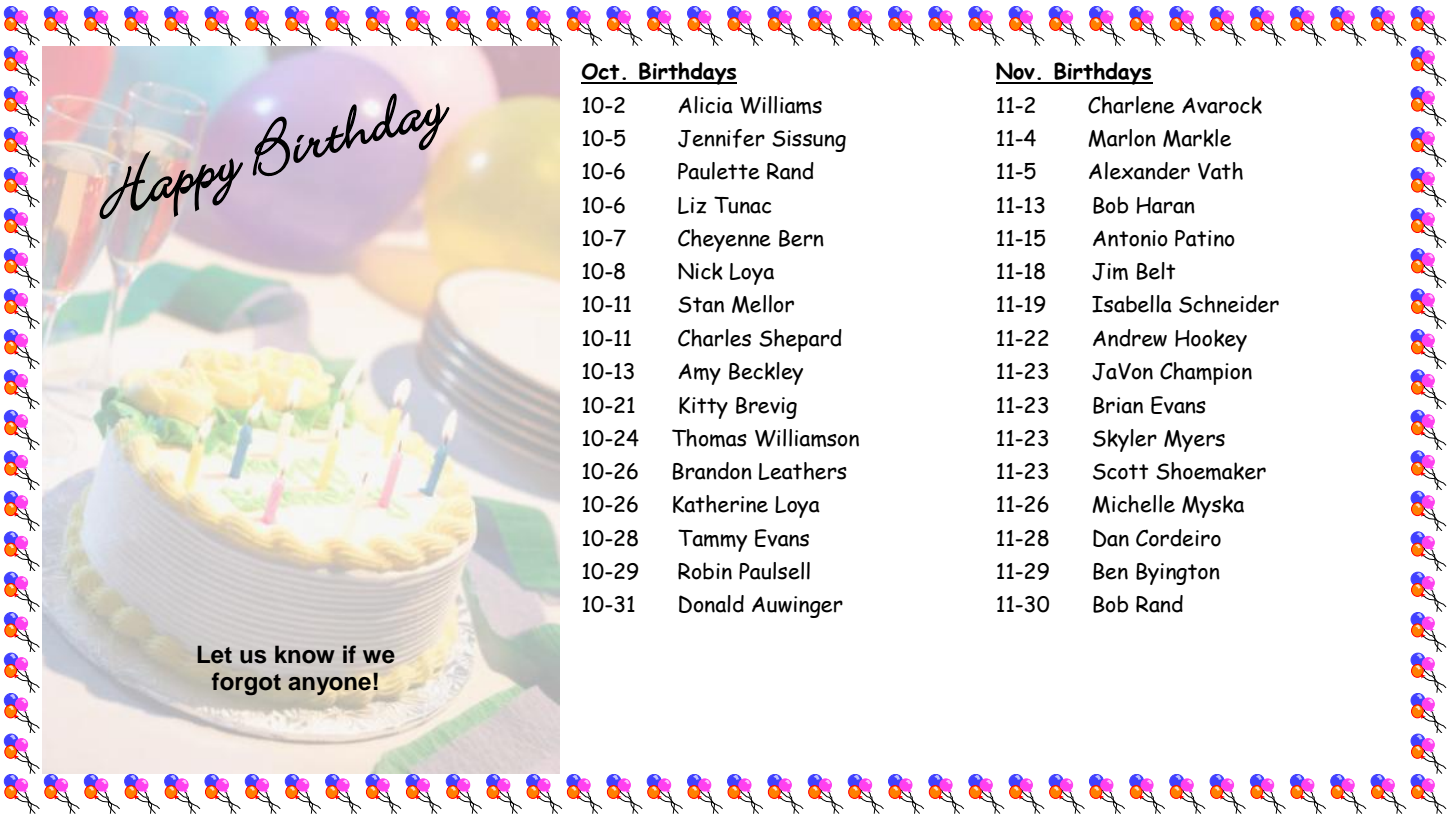 Happy Birthday
Let us know if we
forgot anyone!
Oct. Birthdays
10-2 Alicia Williams
10-5 Jennifer Sissung
10-6 Paulette Rand
10-6 Liz Tunac
10-7 Cheyenne Bern
10-8 Nick Loya
10-11 Stan Mellor
10-11 Charles Shepard
10-13 Amy Beckley
10-21 Kitty Brevig
10-24 Thomas Williamson
10-26 Brandon Leathers
10-26 Katherine Loya
10-28 Tammy Evans
10-29 Robin Paulsell
10-31 Donald Auwinger
Nov. Birthdays
11-2 Charlene Avarock
11-4 Marlon Markle
11-5 Alexander Vath
11-13 Bob Haran
11-15 Antonio Patino
11-18 Jim Belt
11-19 Isabella Schneider
11-22 Andrew Hookey
11-23 JaVon Champion
11-23 Brian Evans
11-23 Skyler Myers
11-23 Scott Shoemaker
11-26 Michelle Myska
11-28 Dan Cordeiro
11-29 Ben Byington
11-30 Bob Rand